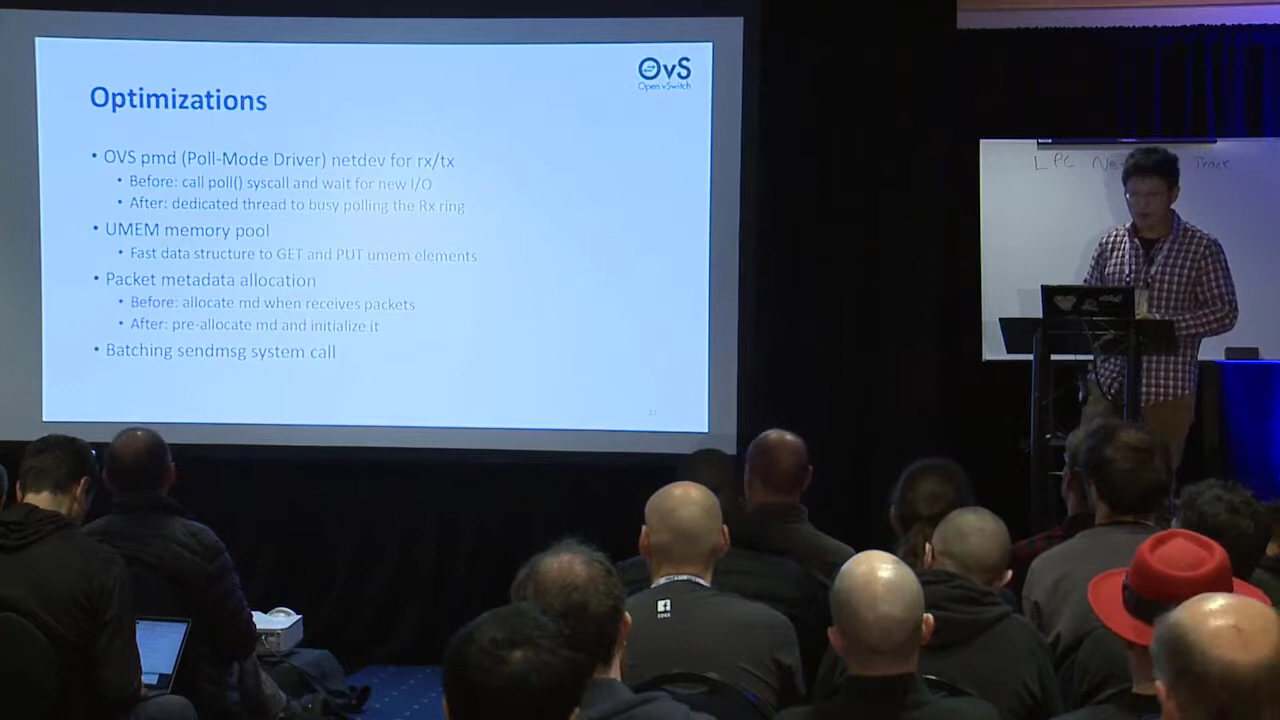 OvS
Open vSwitch
Optimizations
• OVS pmd (Poll-Mode Driver) netdev for rx/tx
• Before: call poll() syscall and wait for new I/O
• After: dedicated thread to busy polling the Rx ring
• UMEM memory pool
• Fast data structure to GET and PUT umem elements
• Packet metadata allocation
• Before: allocate md when receives packets
• After: pre-allocate md and initialize it
• Batching sendmsg system call
LPC
Track